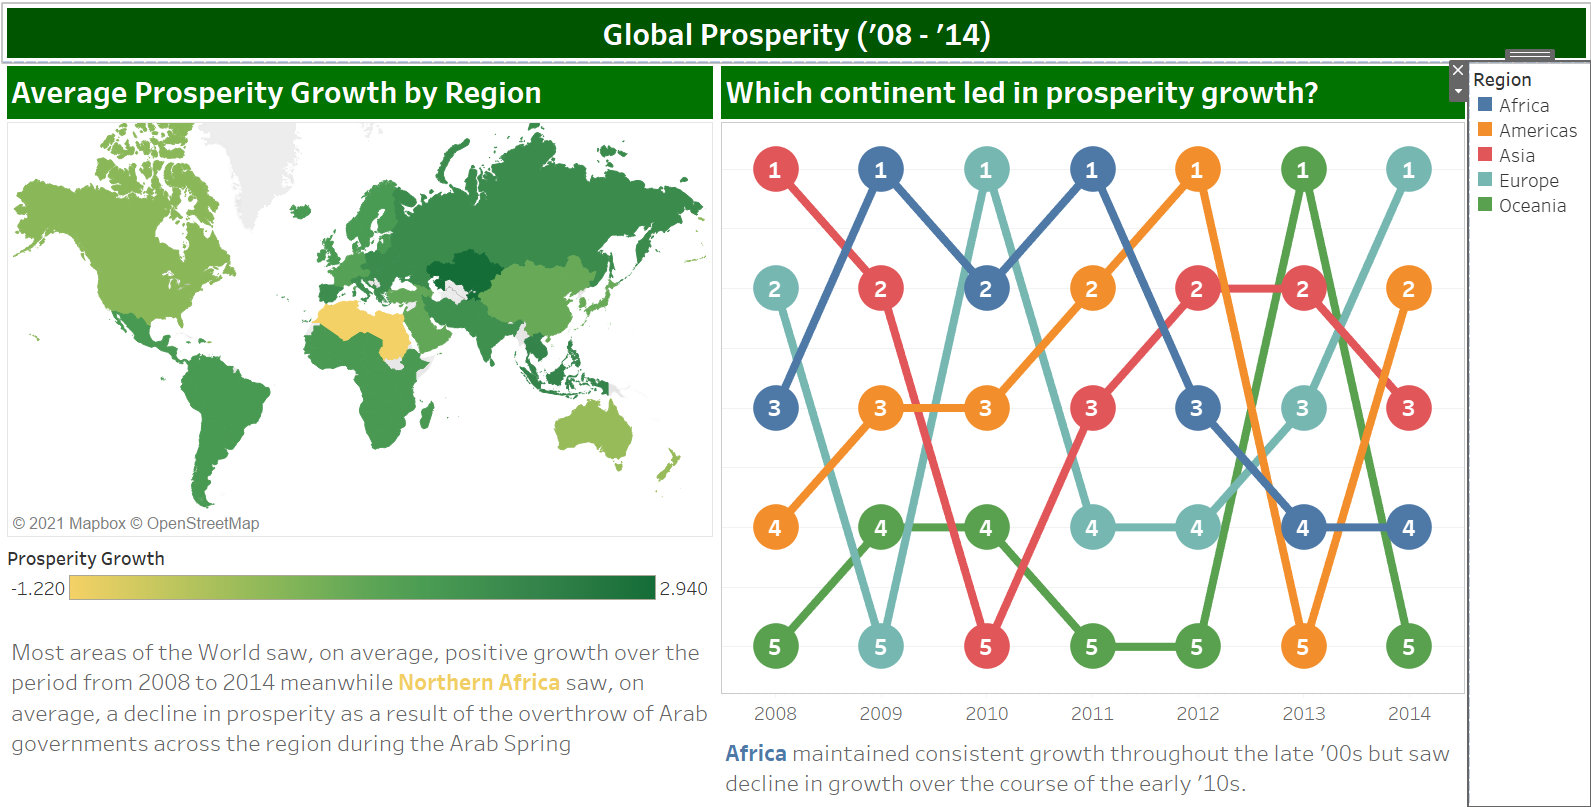 Global Prosperity (’08 - ’14)
Average Prosperity Growth by Region
Which continent led in prosperity growth?
Region
Africa
Americas
Asia
Europe
Oceania
© 2021 Mapbox © OpenStreetMap
Prosperity Growth
-1.220 2.940
Most areas of the World saw, on average, positive growth over the
period from 2008 to 2014 meanwhile Northern Africa saw, on
average, a decline in prosperity as a result of the overthrow of Arab
governments across the region during the Arab Spring
1 1 1 1 1 1 1
2 2 2 2 2 2 2
3 3 3 3 3 3 3
4 4 4 4 4 4 4
5 5 5 5 5 5 5
2008 2009 2010 2011 2012 2013 2014
Africa maintained consistent growth throughout the late ’00s but saw
decline in growth over the course of the early ’10s.